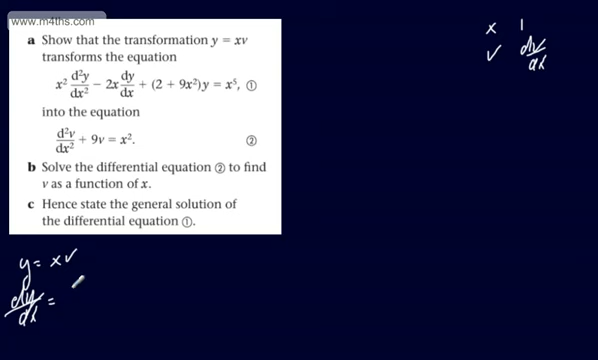 www.m4ths.com
a Show that the transformation y = xv
transforms the equation
x² d²y/dx² − 2x dy/dx + (2 + 9x²)y = x⁵, ①
into the equation
d²v/dx² + 9v = x². ②
b Solve the differential equation ② to find
v as a function of x.
c Hence state the general solution of
the differential equation ①.
x 1
v dv/dx
y = xv
dy/dx =